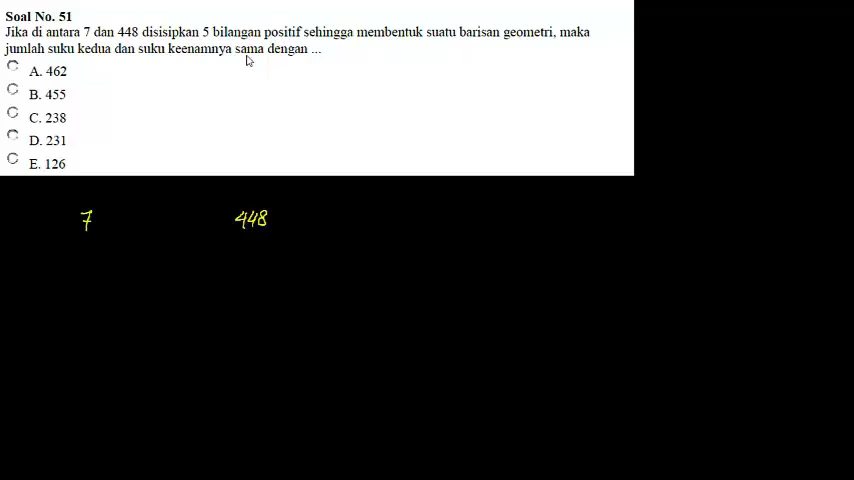 Soal No. 51
Jika di antara 7 dan 448 disisipkan 5 bilangan positif sehingga membentuk suatu barisan geometri, maka
jumlah suku kedua dan suku keenamnya sama dengan ...
A. 462
B. 455
C. 238
D. 231
E. 126
7 448